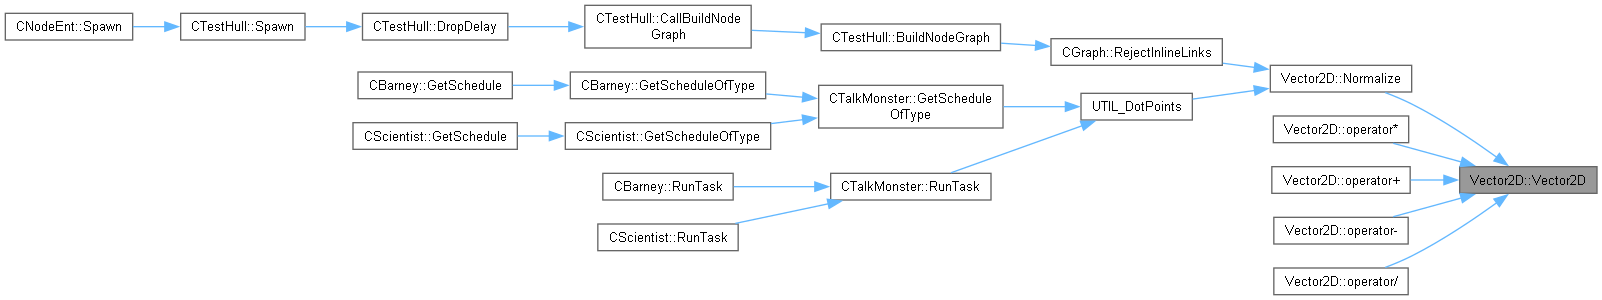 CNodeEnt::Spawn
CTestHull::Spawn
CTestHull::DropDelay
CTestHull::CallBuildNode
Graph
CTestHull::BuildNodeGraph
CGraph::RejectInlineLinks
Vector2D::Normalize
CBarney::GetSchedule
CBarney::GetScheduleOfType
CTalkMonster::GetSchedule
OfType
UTIL_DotPoints
CScientist::GetSchedule
CScientist::GetScheduleOfType
Vector2D::operator*
CBarney::RunTask
CTalkMonster::RunTask
Vector2D::operator+
Vector2D::Vector2D
CScientist::RunTask
Vector2D::operator-
Vector2D::operator/